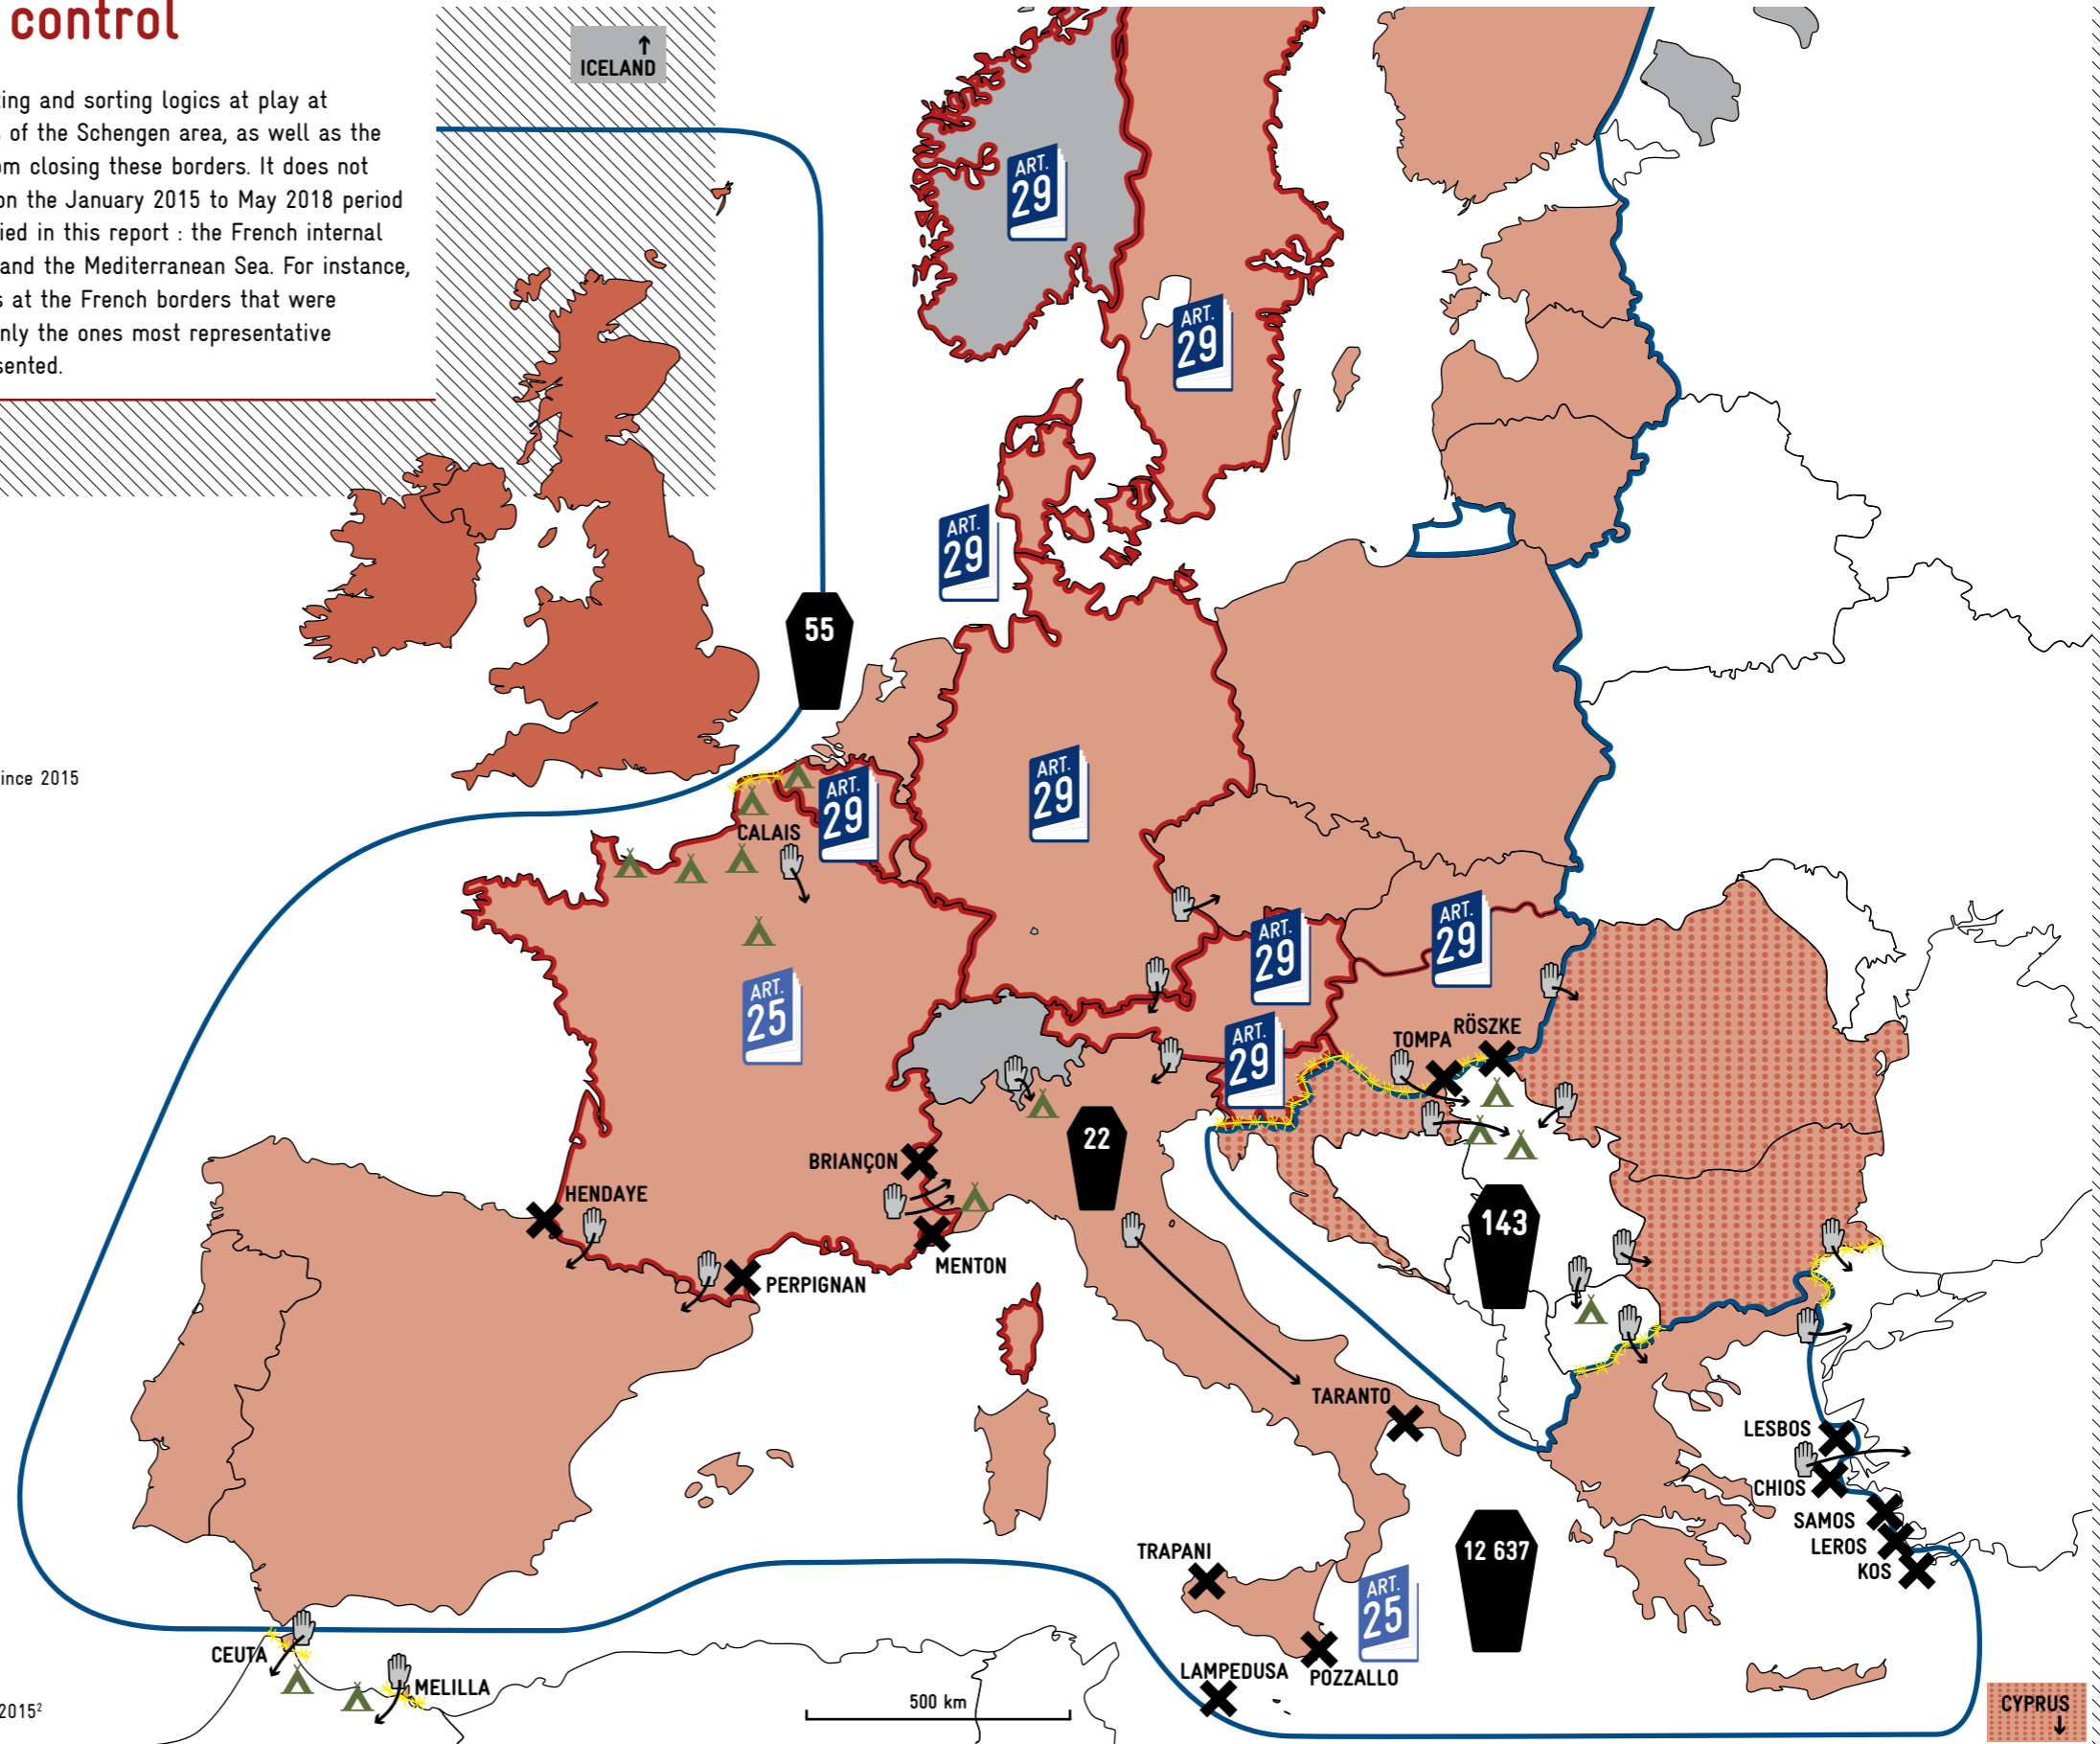 control
ing and sorting logics at play at
of the Schengen area, as well as the
om closing these borders. It does not
on the January 2015 to May 2018 period
ied in this report : the French internal
and the Mediterranean Sea. For instance,
s at the French borders that were
nly the ones most representative
sented.
ICELAND
↑
ART.
29
ART.
29
ART.
29
55
ince 2015
ART.
29
CALAIS
ART.
29
ART.
29
ART.
29
ART.
25
ART.
29
TOMPA
RÖSZKE
22
BRIANÇON
HENDAYE
143
MENTON
PERPIGNAN
TARANTO
LESBOS
CHIOS
SAMOS
LEROS
KOS
TRAPANI
12 637
ART.
25
CEUTA
MELILLA
LAMPEDUSA
POZZALLO
500 km
2015²
CYPRUS
↓